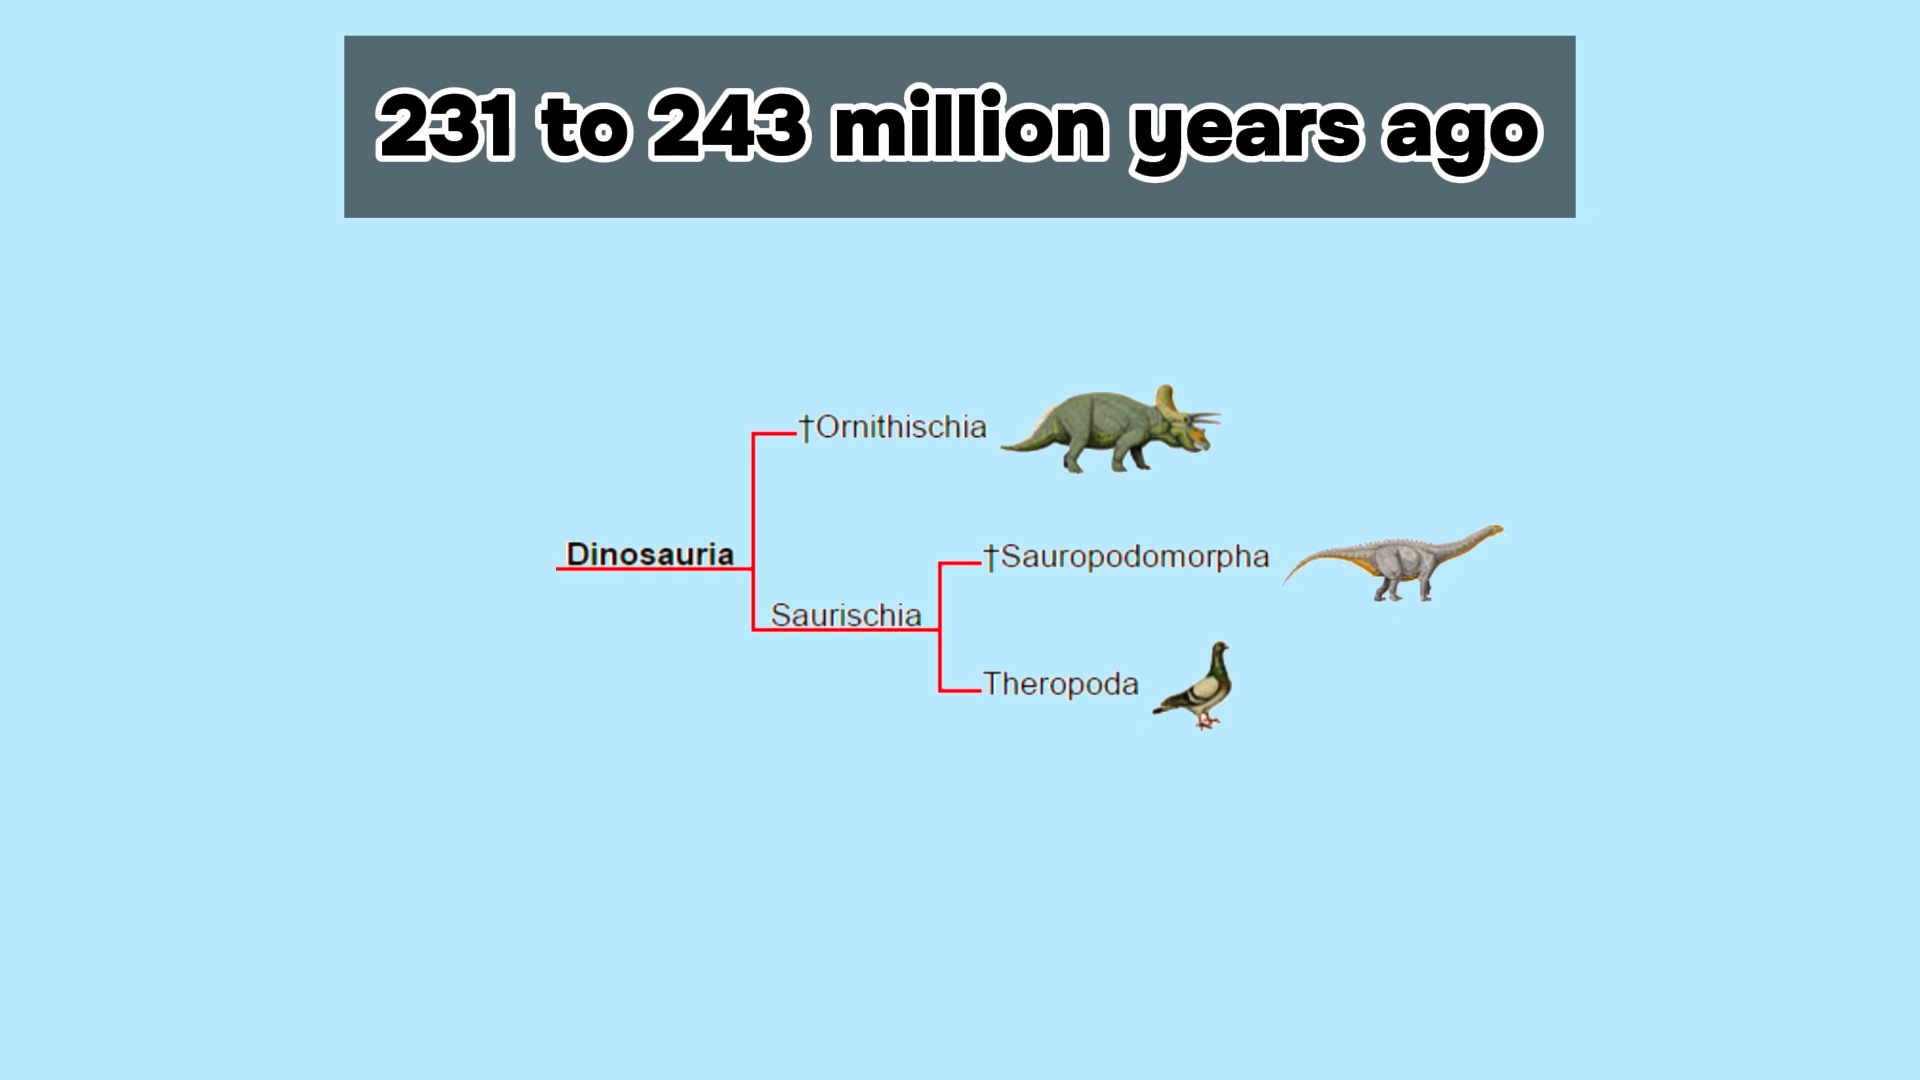 231 to 243 million years ago
†Ornithischia
Dinosauria
†Sauropodomorpha
Saurischia
Theropoda